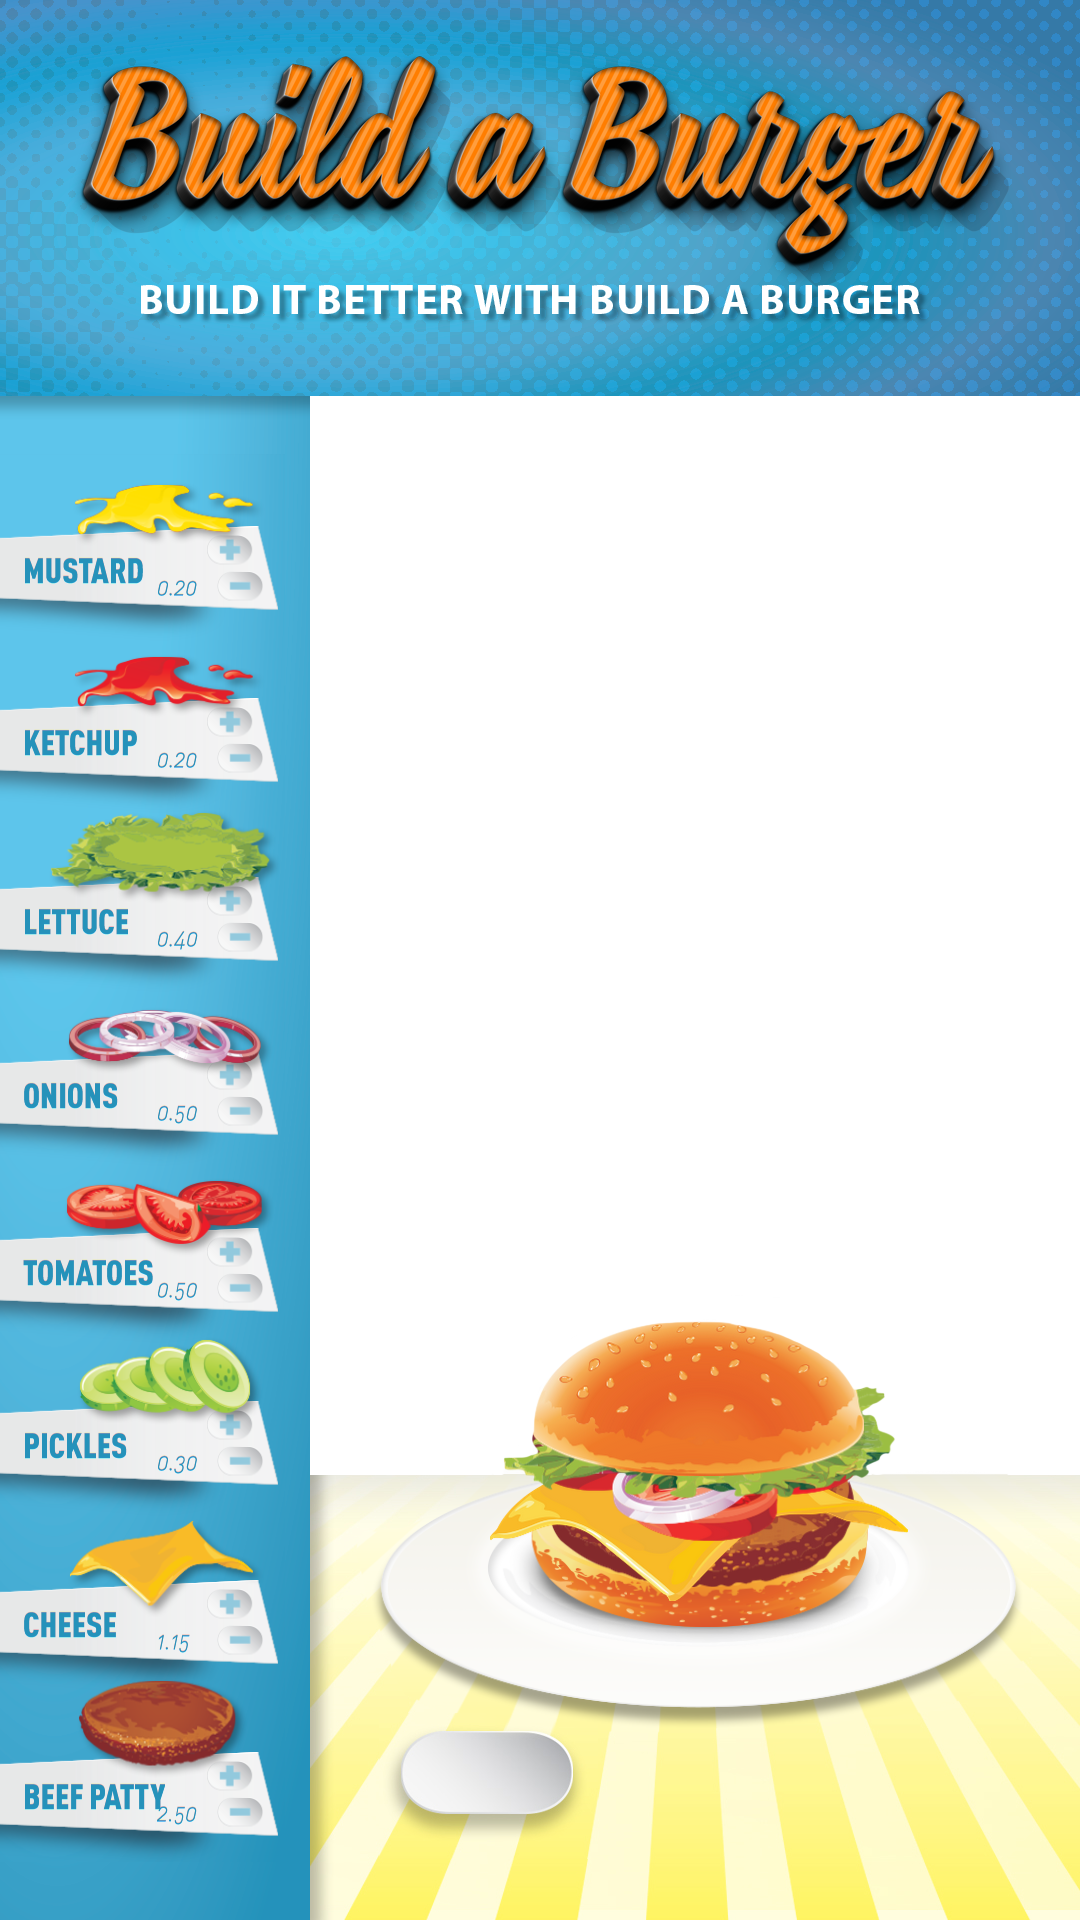 Build a Burger
BUILD IT BETTER WITH BUILD A BURGER
MUSTARD 0.20
KETCHUP 0.20
LETTUCE 0.40
ONIONS 0.50
TOMATOES 0.50
PICKLES 0.30
CHEESE 1.15
BEEF PATTY 2.50